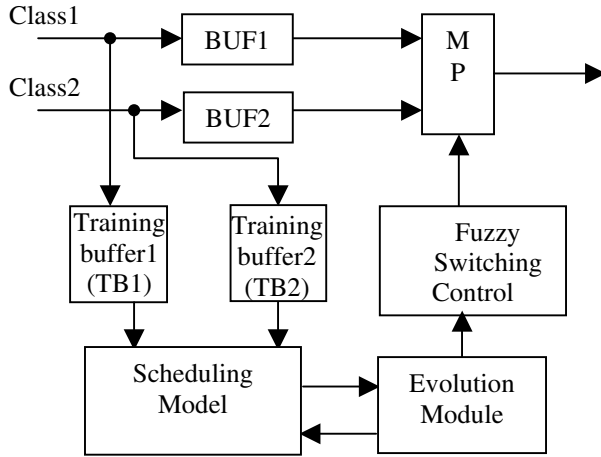 Class1
BUF1
M
P
Class2
BUF2
Training
buffer1
(TB1)
Training
buffer2
(TB2)
Fuzzy
Switching
Control
Scheduling
Model
Evolution
Module